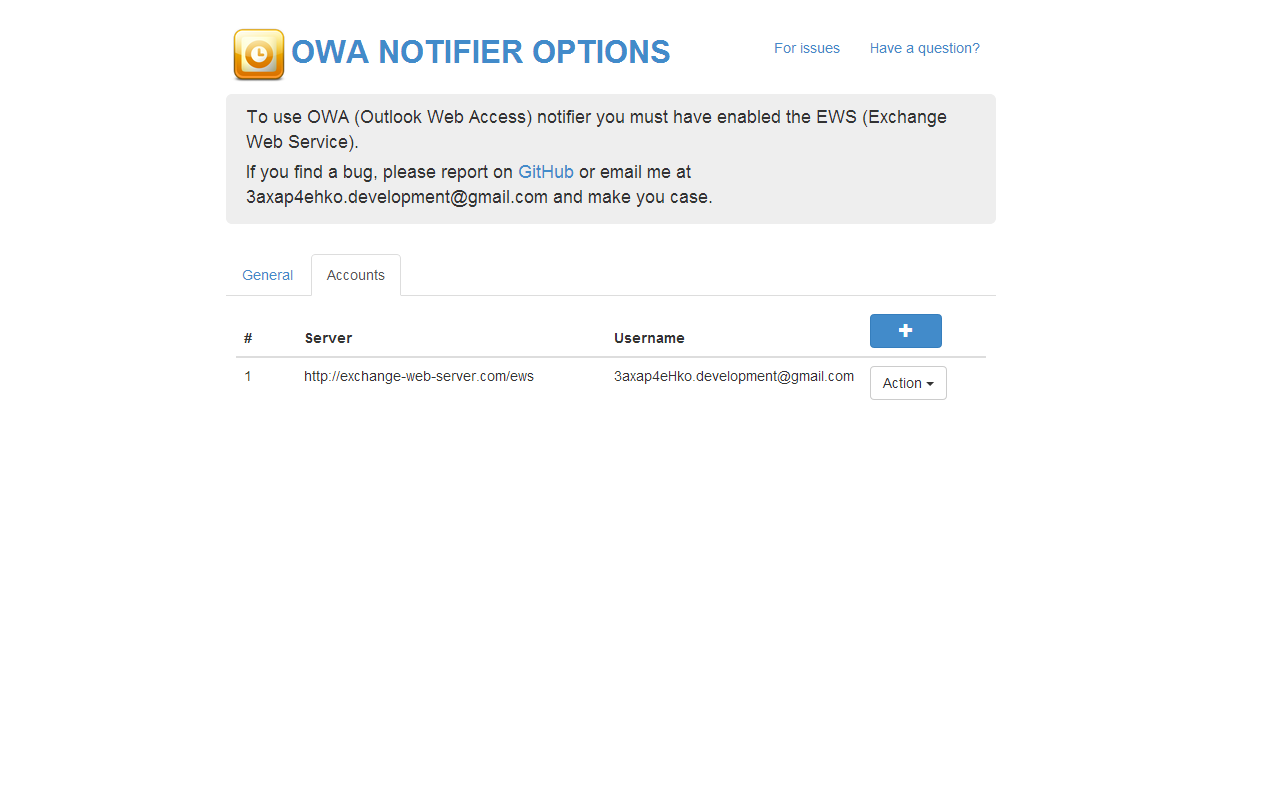 OWA NOTIFIER OPTIONS
For issues
Have a question?
To use OWA (Outlook Web Access) notifier you must have enabled the EWS (Exchange
Web Service).
If you find a bug, please report on GitHub or email me at
3axap4ehko.development@gmail.com and make you case.
General
Accounts
# Server Username
1 http://exchange-web-server.com/ews 3axap4eHko.development@gmail.com Action